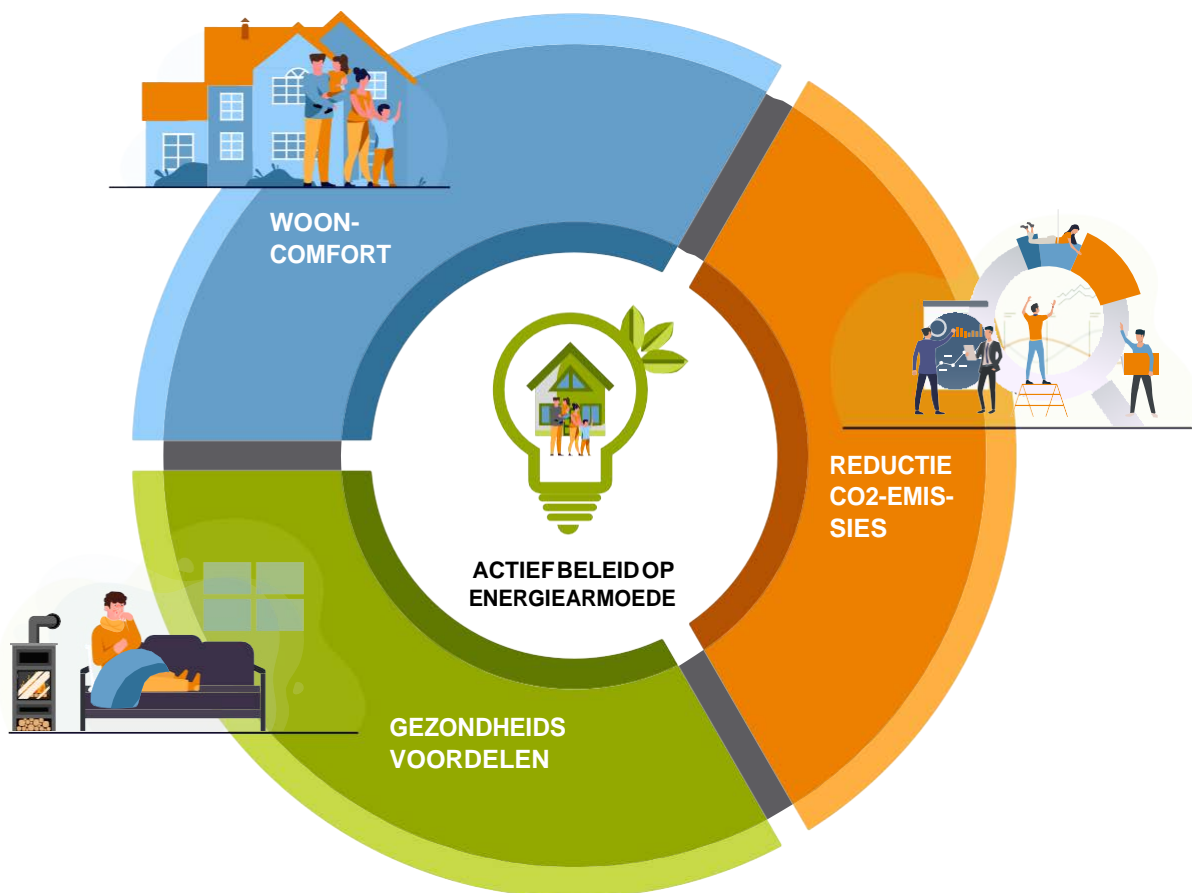 WOON-
COMFORT
REDUCTIE
CO2-EMIS-
SIES
ACTIEF BELEID OP
ENERGIEARMOEDE
GEZONDHEIDS
VOORDELEN